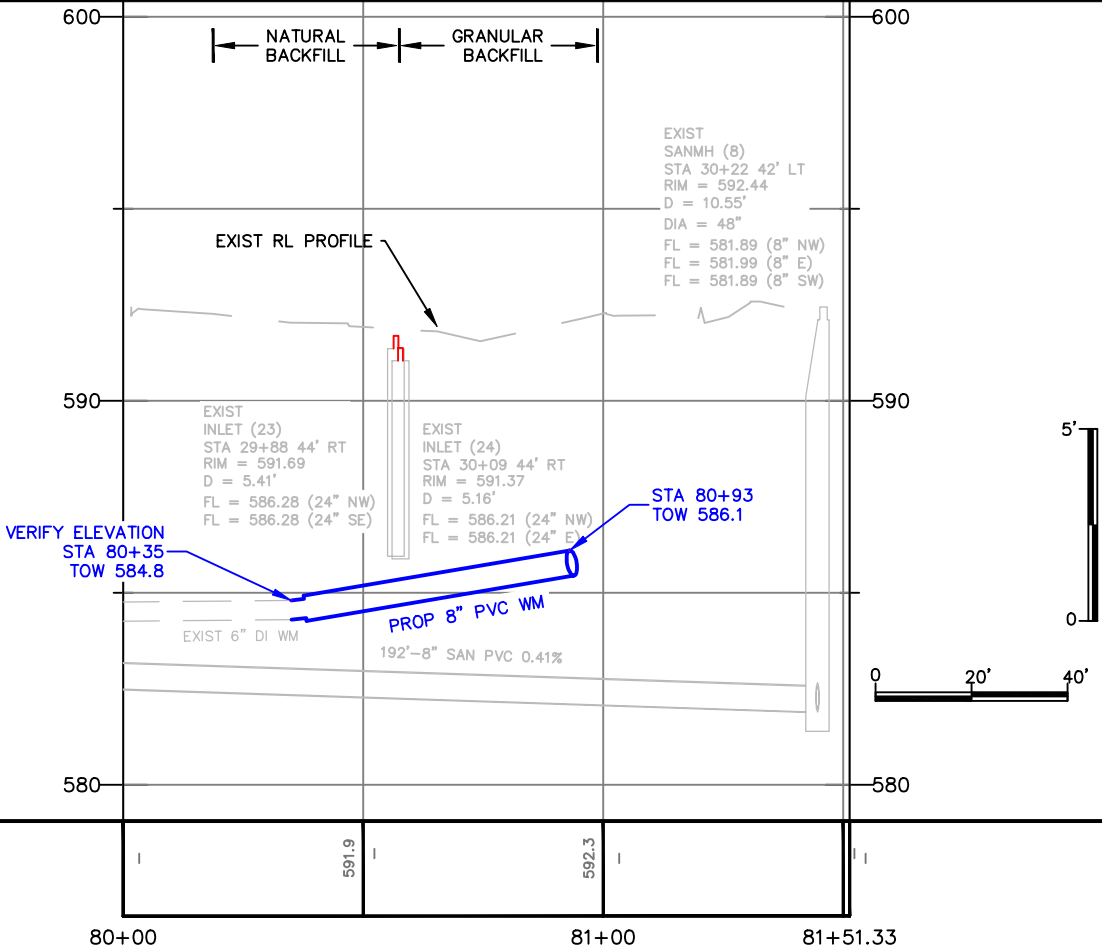 600
600
NATURAL
BACKFILL
GRANULAR
BACKFILL
EXIST
SANMH (8)
STA 30+22 42' LT
RIM = 592.44
D = 10.55'
DIA = 48"
FL = 581.89 (8" NW)
FL = 581.99 (8" E)
FL = 581.89 (8" SW)
EXIST RL PROFILE
590
590
EXIST
INLET (23)
STA 29+88 44' RT
RIM = 591.69
D = 5.41'
FL = 586.28 (24" NW)
FL = 586.28 (24" SE)
EXIST
INLET (24)
STA 30+09 44' RT
RIM = 591.37
D = 5.16'
FL = 586.21 (24" NW)
FL = 586.21 (24" E)
5'
0
STA 80+93
TOW 586.1
VERIFY ELEVATION
STA 80+35
TOW 584.8
PROP 8" PVC WM
EXIST 6" DI WM
192'-8" SAN PVC 0.41%
0 20' 40'
580
580
591.9
592.3
80+00
81+00
81+51.33